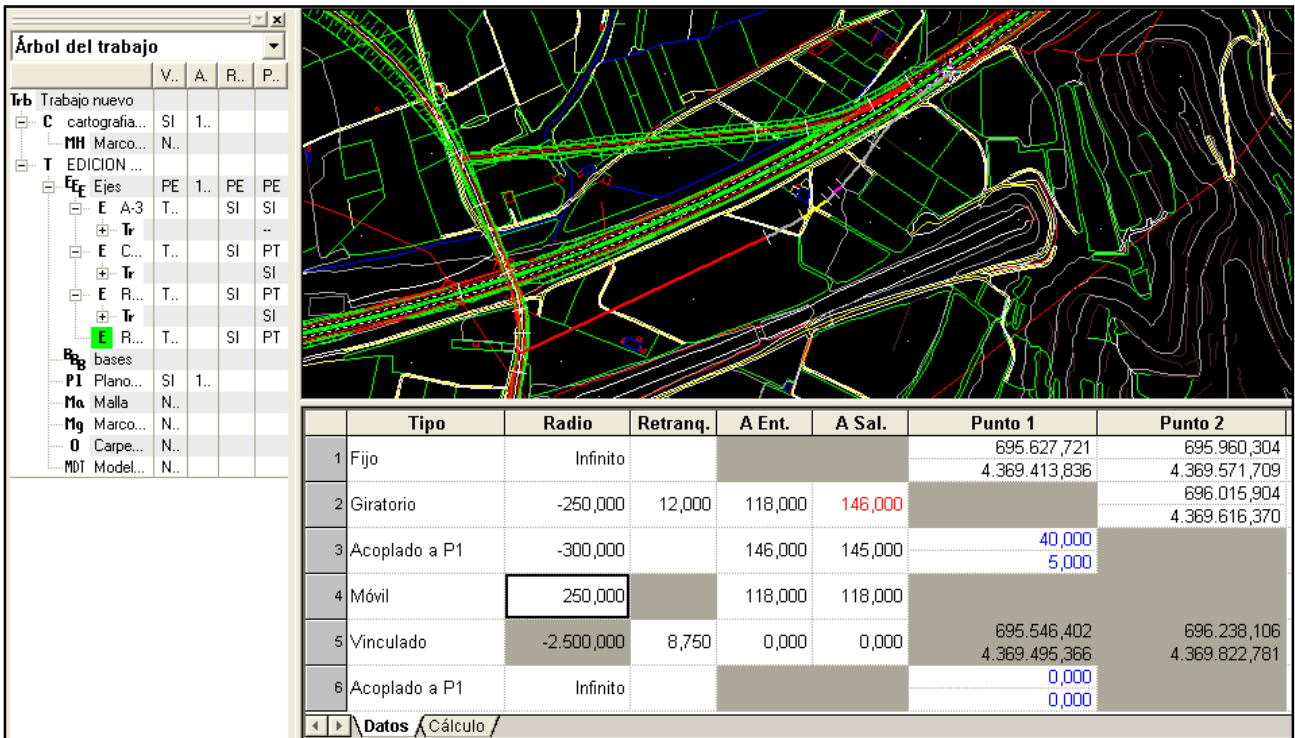 Árbol del trabajo
V.. A. R.. P..
Trb Trabajo nuevo
C cartografia... SI 1..
MH Marco... N..
T EDICION ...
EEE Ejes PE 1.. PE PE
E A-3 T.. SI SI
Tr --
E C... T.. SI PT
Tr SI
E R... T.. SI PT
Tr SI
E R... T.. SI PT
BBB bases
Pl Plano... SI 1..
Ma Malla N..
Mg Marco... N..
O Carpe... N..
MDT Model... N..
Tipo Radio Retranq. A Ent. A Sal. Punto 1 Punto 2
1 Fijo Infinito 695.627,721 695.960,304
4.369.413,836 4.369.571,709
2 Giratorio -250,000 12,000 118,000 146,000 696.015,904
4.369.616,370
3 Acoplado a P1 -300,000 146,000 145,000 40,000
5,000
4 Móvil 250,000 118,000 118,000
5 Vinculado -2.500,000 8,750 0,000 0,000 695.546,402 696.238,106
4.369.495,366 4.369.822,781
6 Acoplado a P1 Infinito 0,000
0,000
Datos Cálculo